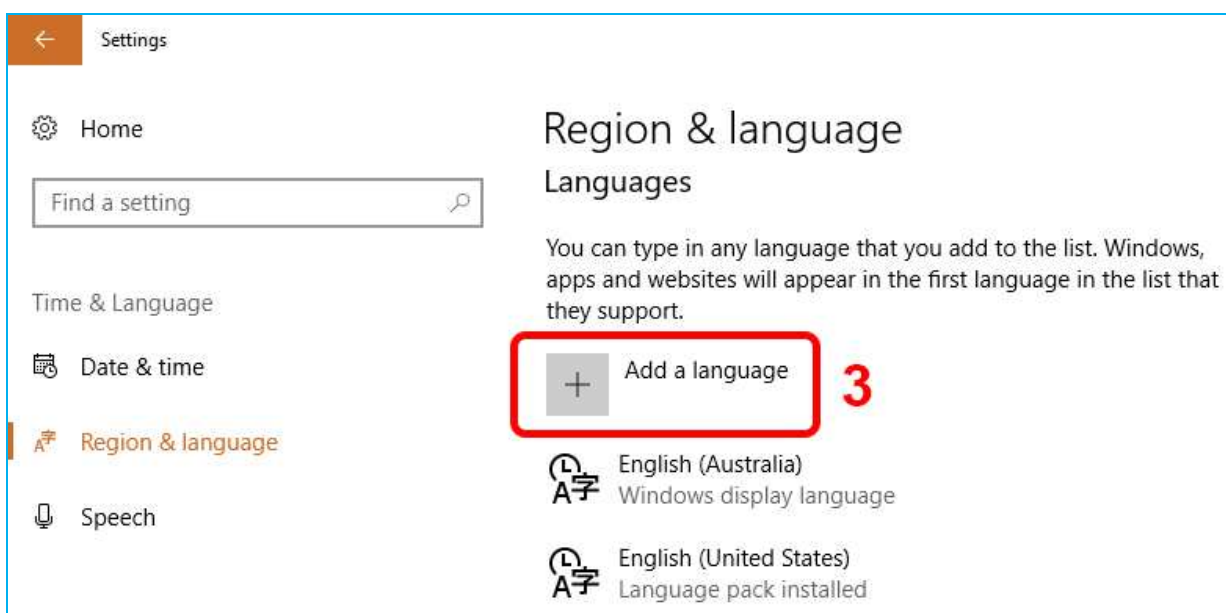 Settings
Home
Find a setting
Time & Language
Date & time
Region & language
Speech
Region & language
Languages
You can type in any language that you add to the list. Windows,
apps and websites will appear in the first language in the list that
they support.
Add a language
3
English (Australia)
Windows display language
English (United States)
Language pack installed